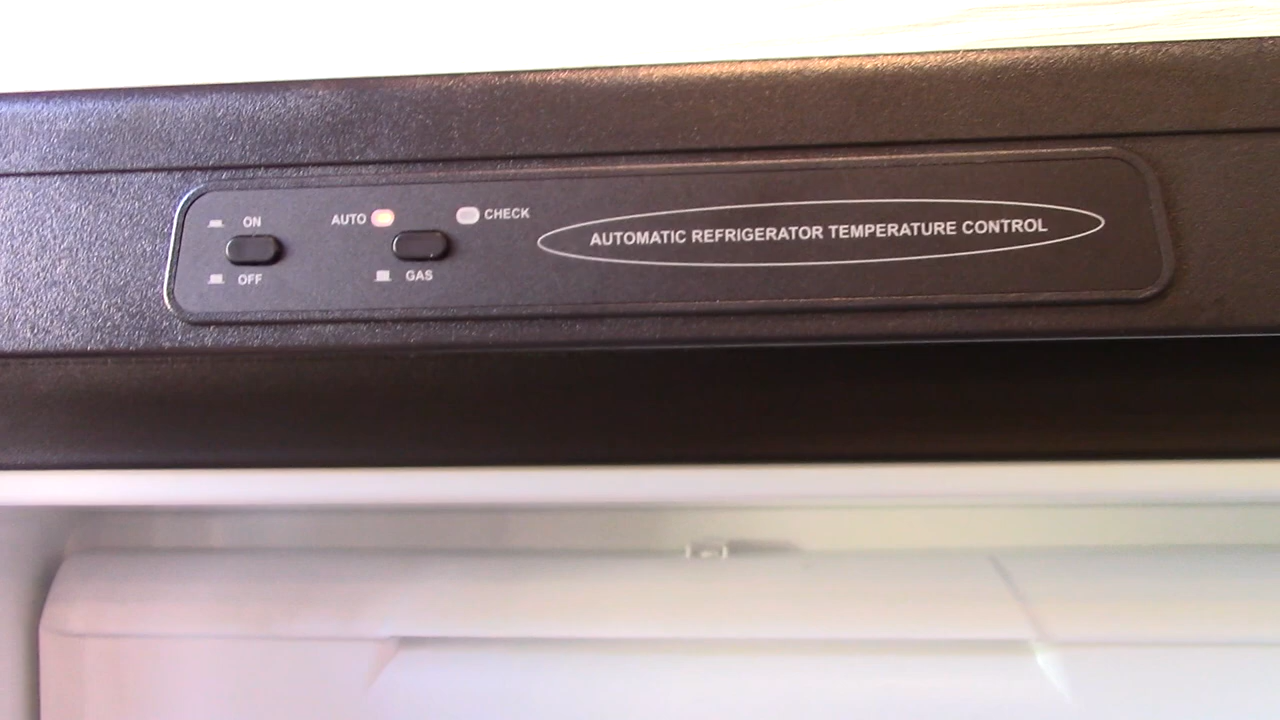 ON
OFF
AUTO
GAS
CHECK
AUTOMATIC REFRIGERATOR TEMPERATURE CONTROL